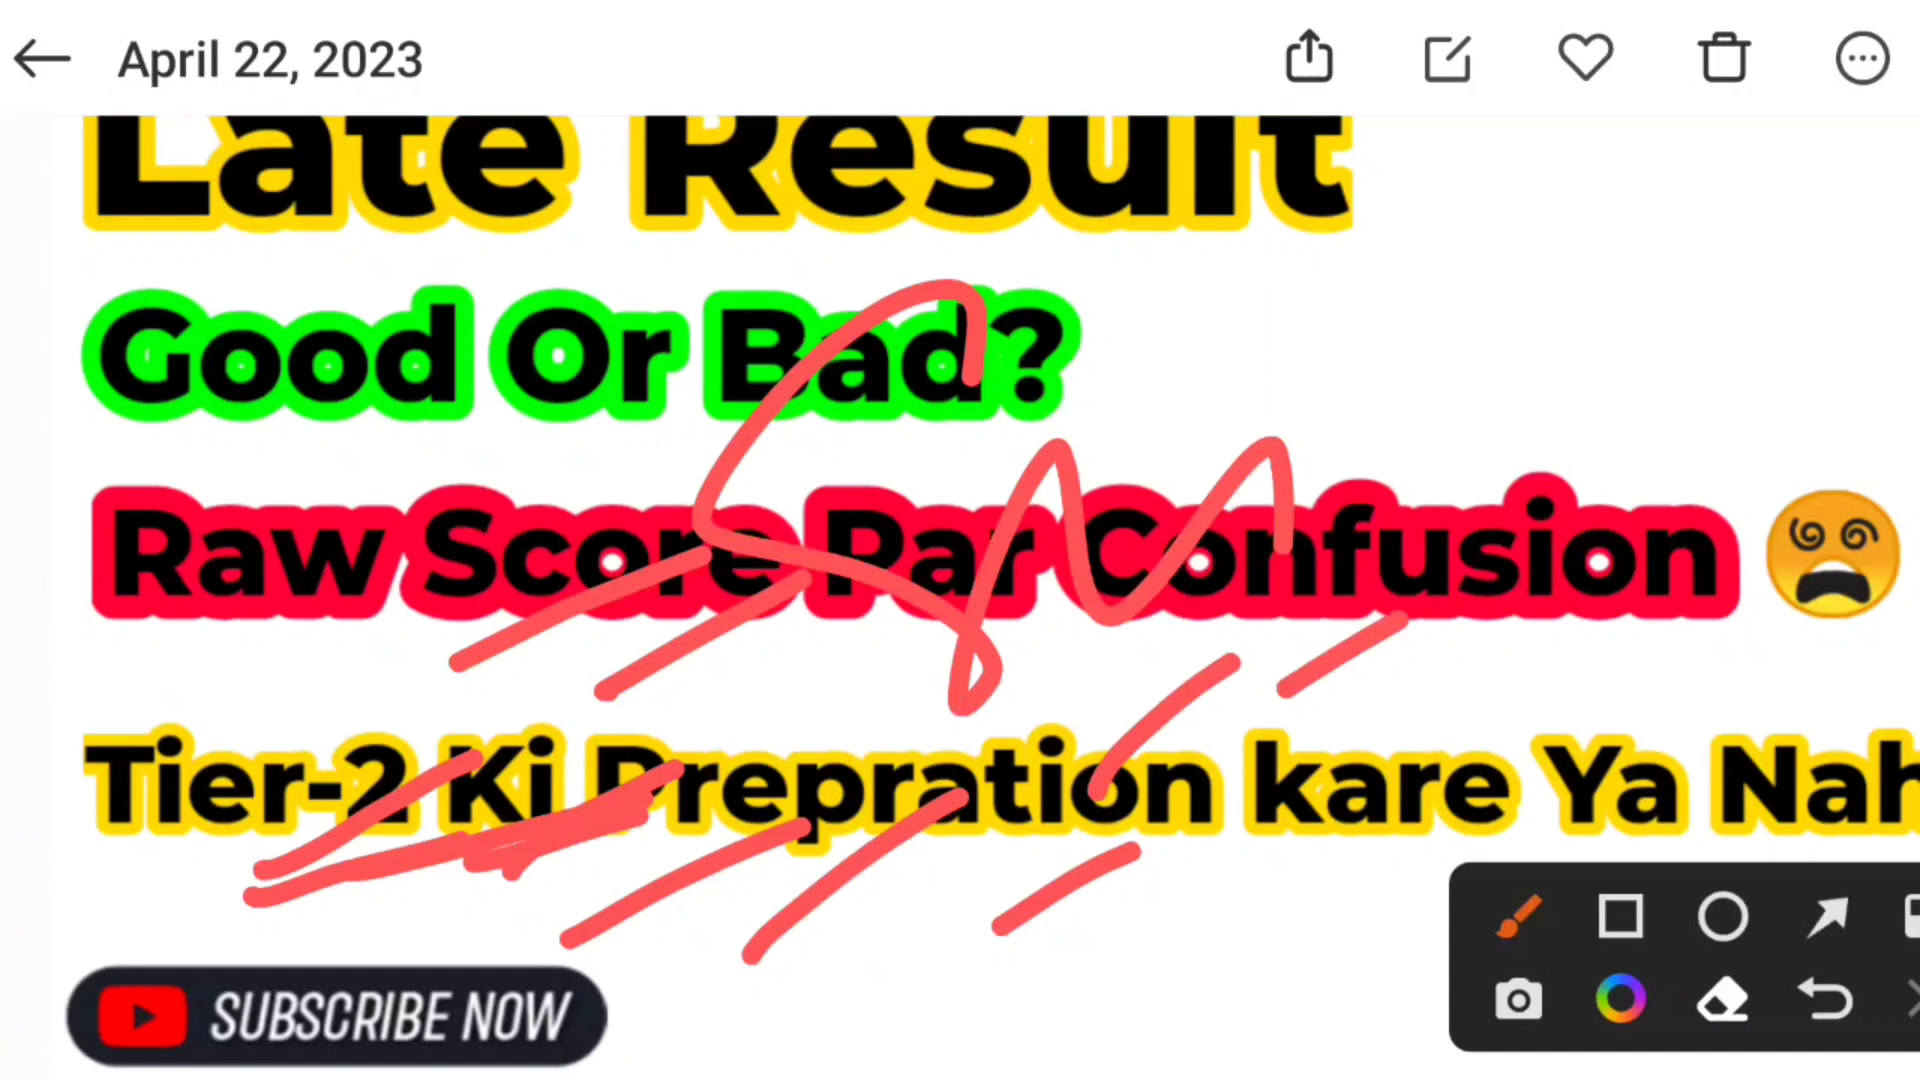 April 22, 2023
Late Result
Good Or Bad?
Raw Score Par Confusion
Tier-2 Ki Prepration kare Ya Nah
SUBSCRIBE NOW